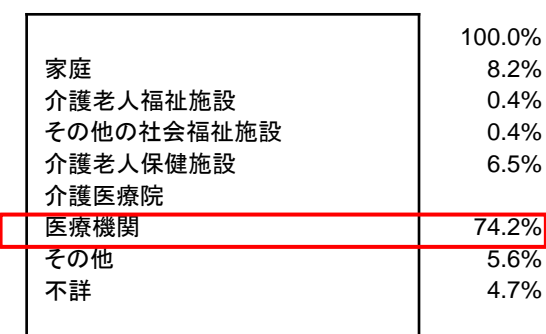 100.0%
家庭 8.2%
介護老人福祉施設 0.4%
その他の社会福祉施設 0.4%
介護老人保健施設 6.5%
介護医療院
医療機関 74.2%
その他 5.6%
不詳 4.7%